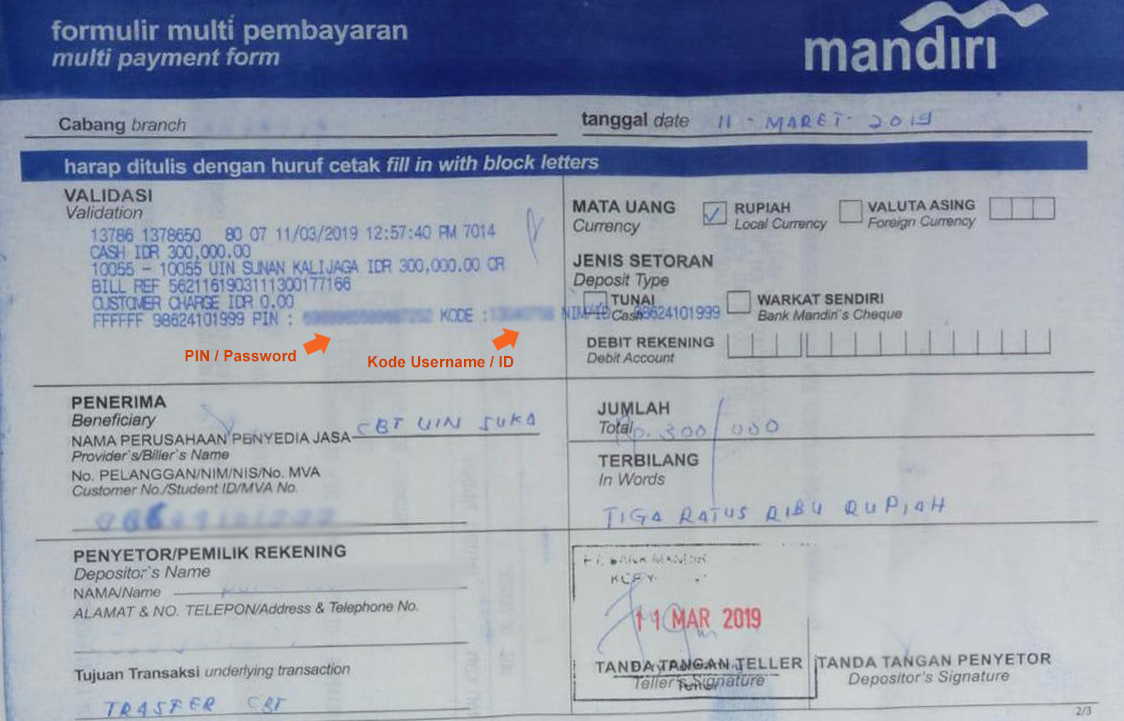 formulir multi pembayaran
multi payment form
mandiri
Cabang branch
tanggal date 11 - MARET - 2019
harap ditulis dengan huruf cetak fill in with block letters
VALIDASI
Validation
13786 1378650 80 07 11/03/2019 12:57:40 PM 7014
CASH IDR 300,000.00
10055 - 10055 UIN SUNAN KALIJAGA IDR 300,000.00 CR
BILL REF 5621161903111300177166
CUSTOMER CHARGE IDR 0.00
FFFFFF 98624101999 PIN : KODE : NIM/ID 98624101999
PIN / Password
Kode Username / ID
MATA UANG
Currency
RUPIAH
Local Currency
VALUTA ASING
Foreign Currency
JENIS SETORAN
Deposit Type
TUNAI
Cash
WARKAT SENDIRI
Bank Mandiri's Cheque
DEBIT REKENING
Debit Account
PENERIMA
Beneficiary
NAMA PERUSAHAAN PENYEDIA JASA CBT UIN SUKA
Provider's/Biller's Name
No. PELANGGAN/NIM/NIS/No. MVA
Customer No./Student ID/MVA No.
JUMLAH
Total Rp. 300/000
TERBILANG
In Words
TIGA RATUS RIBU RUPIAH
PENYETOR/PEMILIK REKENING
Depositor's Name
NAMA/Name
ALAMAT & NO. TELEPON/Address & Telephone No.
Tujuan Transaksi underlying transaction
TRASFER CBT
PT. BANK MANDIRI
11 MAR 2019
TANDA TANGAN TELLER
Teller's Signature
Teller
TANDA TANGAN PENYETOR
Depositor's Signature
2/3